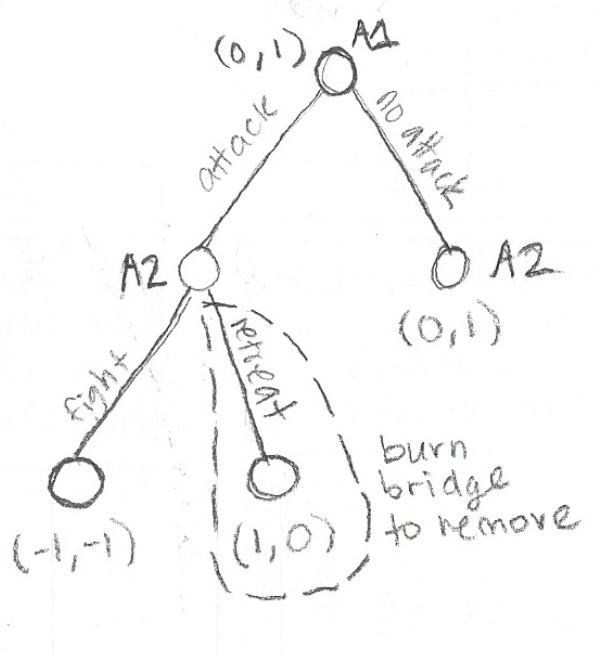 A1
(0,1)
attack
no attack
A2
A2
(0,1)
fight
retreat
burn
bridge
to remove
(-1,-1)
(1,0)